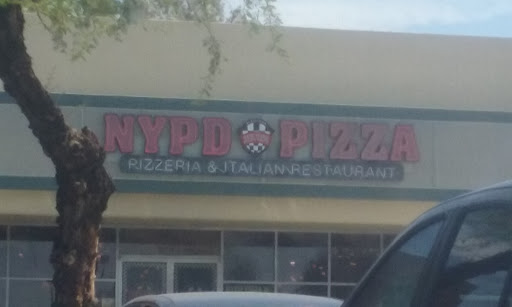 NYPD PIZZA
PIZZERIA & ITALIAN RESTAURANT